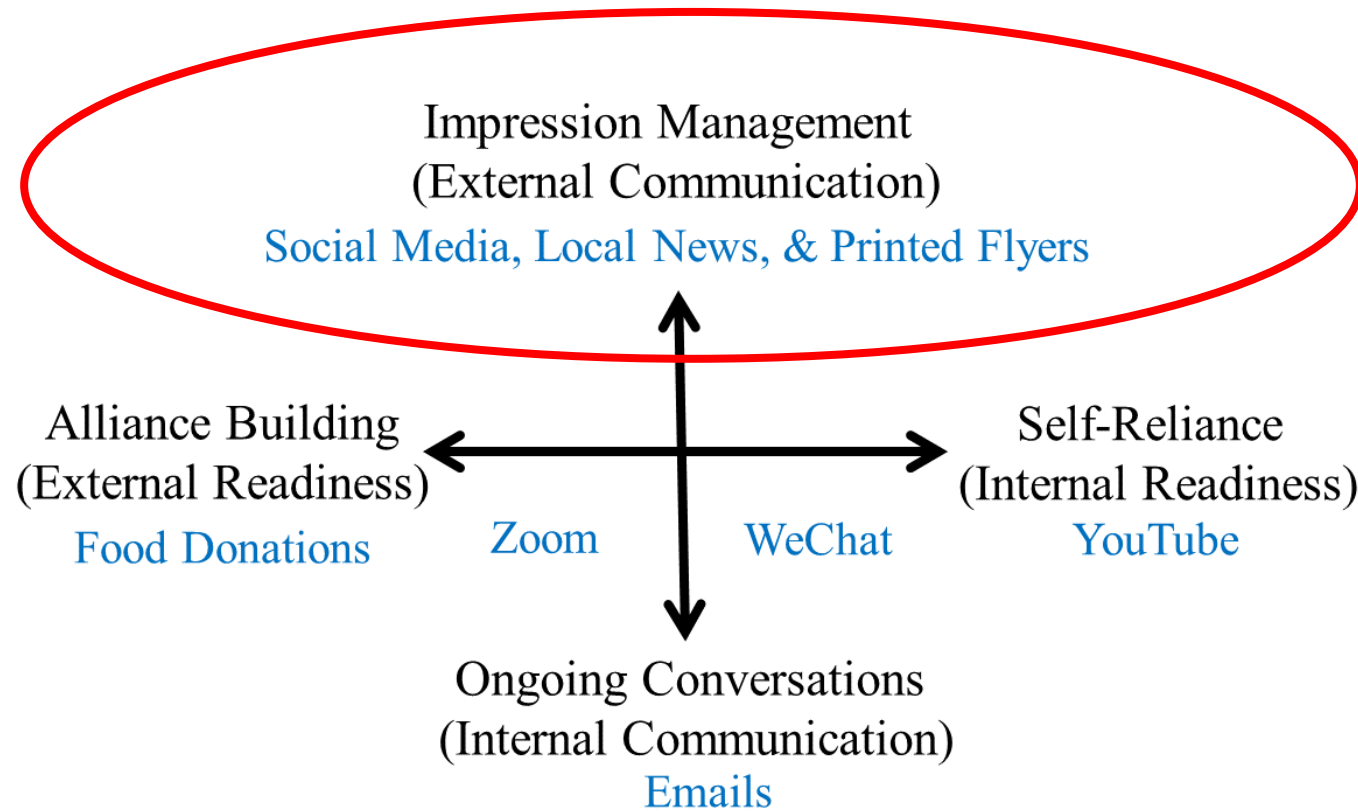 Impression Management
(External Communication)
Social Media, Local News, & Printed Flyers
Alliance Building
(External Readiness)
Food Donations
Zoom
WeChat
Self-Reliance
(Internal Readiness)
YouTube
Ongoing Conversations
(Internal Communication)
Emails